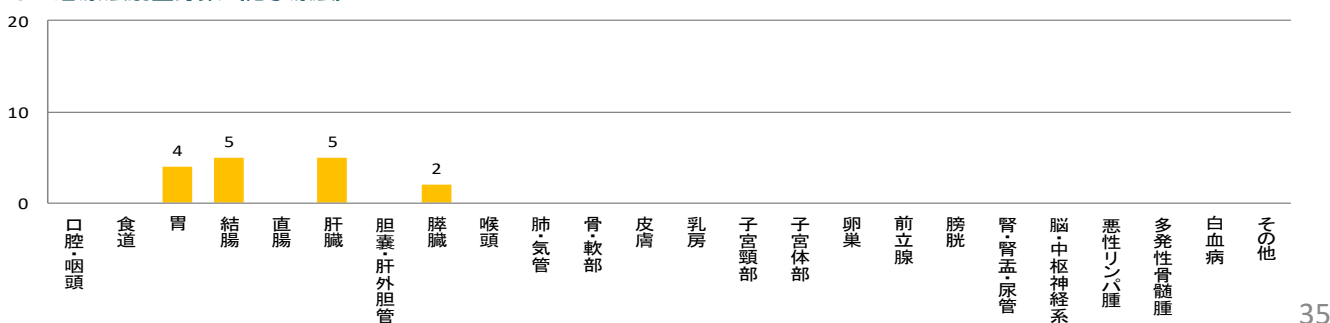 20
10
0
4
5
5
2
口腔・咽頭
食道
胃
結腸
直腸
肝臓
胆嚢・肝外胆管
膵臓
喉頭
肺・気管
骨・軟部
皮膚
乳房
子宮頸部
子宮体部
卵巣
前立腺
膀胱
腎・腎盂・尿管
脳・中枢神経系
悪性リンパ腫
多発性骨髄腫
白血病
その他
35